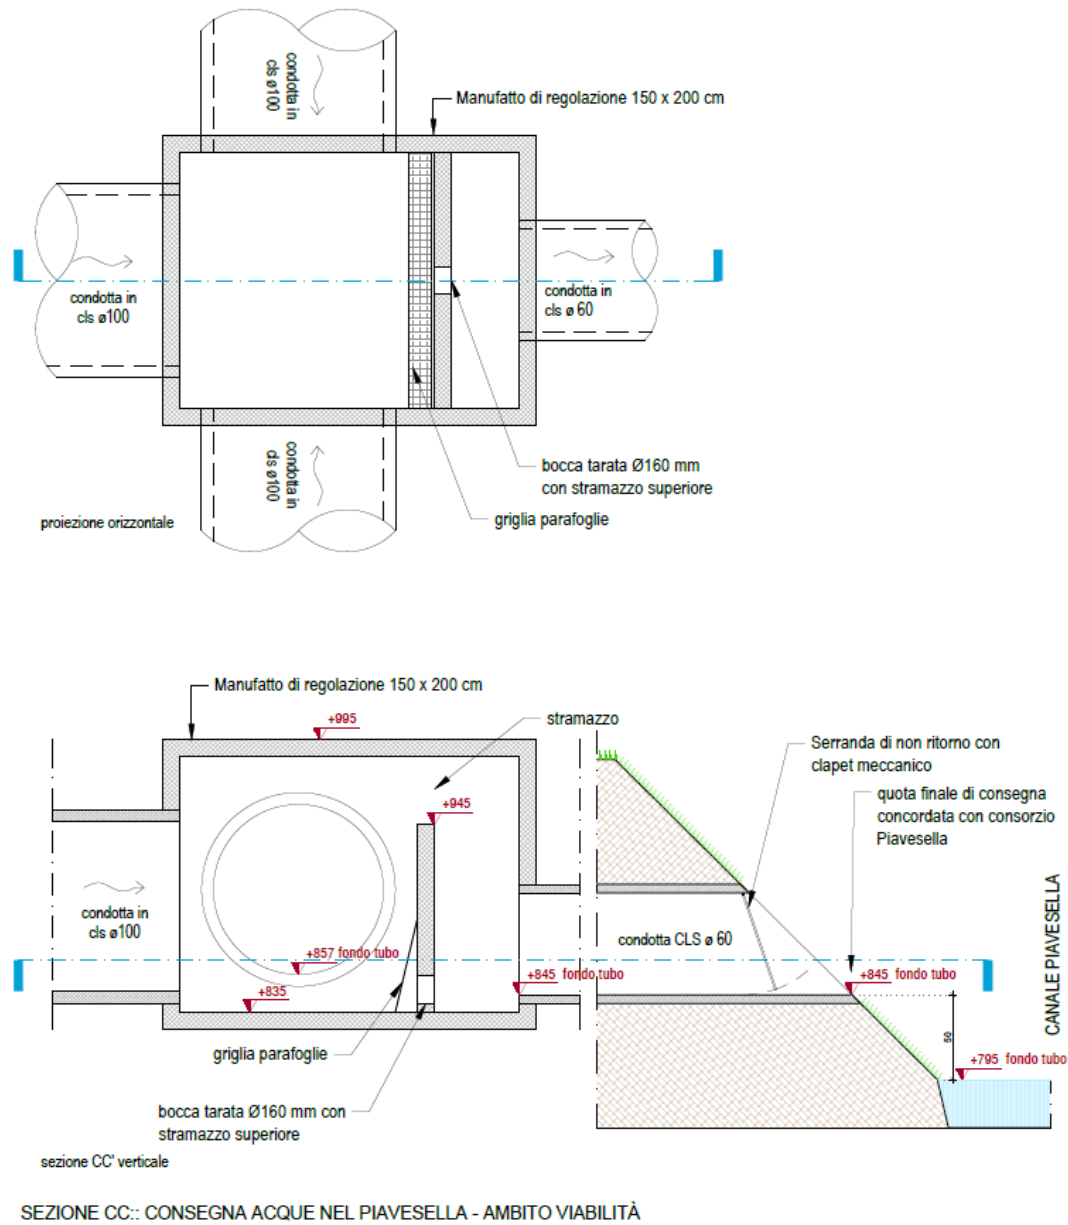 condotta in
cls ø100
Manufatto di regolazione 150 x 200 cm
condotta in
cls ø100
condotta in
cls ø 60
condotta in
cls ø100
bocca tarata Ø160 mm
con stramazzo superiore
griglia parafoglie
proiezione orizzontale
Manufatto di regolazione 150 x 200 cm
+995
stramazzo
Serranda di non ritorno con
clapet meccanico
+945
quota finale di consegna
concordata con consorzio
Piavesella
condotta in
cls ø100
condotta CLS ø 60
+857 fondo tubo
+845 fondo tubo
+845 fondo tubo
+835
50
CANALE PIAVESELLA
griglia parafoglie
+795 fondo tubo
bocca tarata Ø160 mm con
stramazzo superiore
sezione CC' verticale
SEZIONE CC:: CONSEGNA ACQUE NEL PIAVESELLA - AMBITO VIABILITÀ